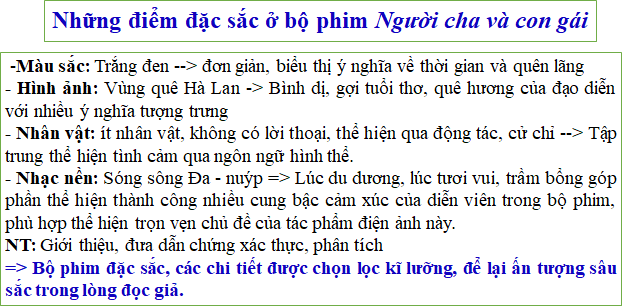 Những điểm đặc sắc ở bộ phim Người cha và con gái
-Màu sắc: Trắng đen --> đơn giản, biểu thị ý nghĩa về thời gian và quên lãng
- Hình ảnh: Vùng quê Hà Lan -> Bình dị, gợi tuổi thơ, quê hương của đạo diễn
với nhiều ý nghĩa tượng trưng
- Nhân vật: ít nhân vật, không có lời thoại, thể hiện qua động tác, cử chỉ --> Tập
trung thể hiện tình cảm qua ngôn ngữ hình thể.
- Nhạc nền: Sóng sông Đa - nuýp => Lúc du dương, lúc tươi vui, trầm bổng góp
phần thể hiện thành công nhiều cung bậc cảm xúc của diễn viên trong bộ phim,
phù hợp thể hiện trọn vẹn chủ đề của tác phẩm điện ảnh này.
NT: Giới thiệu, đưa dẫn chứng xác thực, phân tích
=> Bộ phim đặc sắc, các chi tiết được chọn lọc kĩ lưỡng, để lại ấn tượng sâu
sắc trong lòng đọc giả.